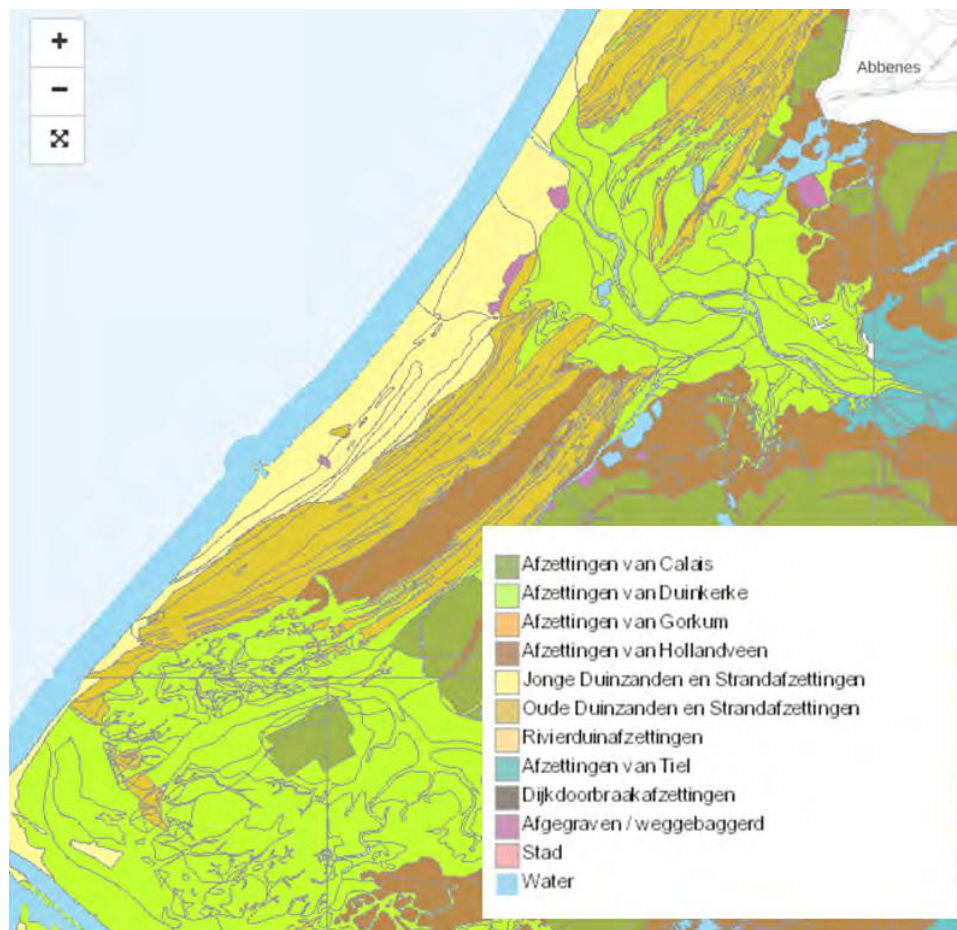 +
−
Abbenes
Afzettingen van Calais
Afzettingen van Duinkerke
Afzettingen van Gorkum
Afzettingen van Hollandveen
Jonge Duinzanden en Strandafzettingen
Oude Duinzanden en Strandafzettingen
Rivierduinafzettingen
Afzettingen van Tiel
Dijkdoorbraakafzettingen
Afgegraven / weggebaggerd
Stad
Water